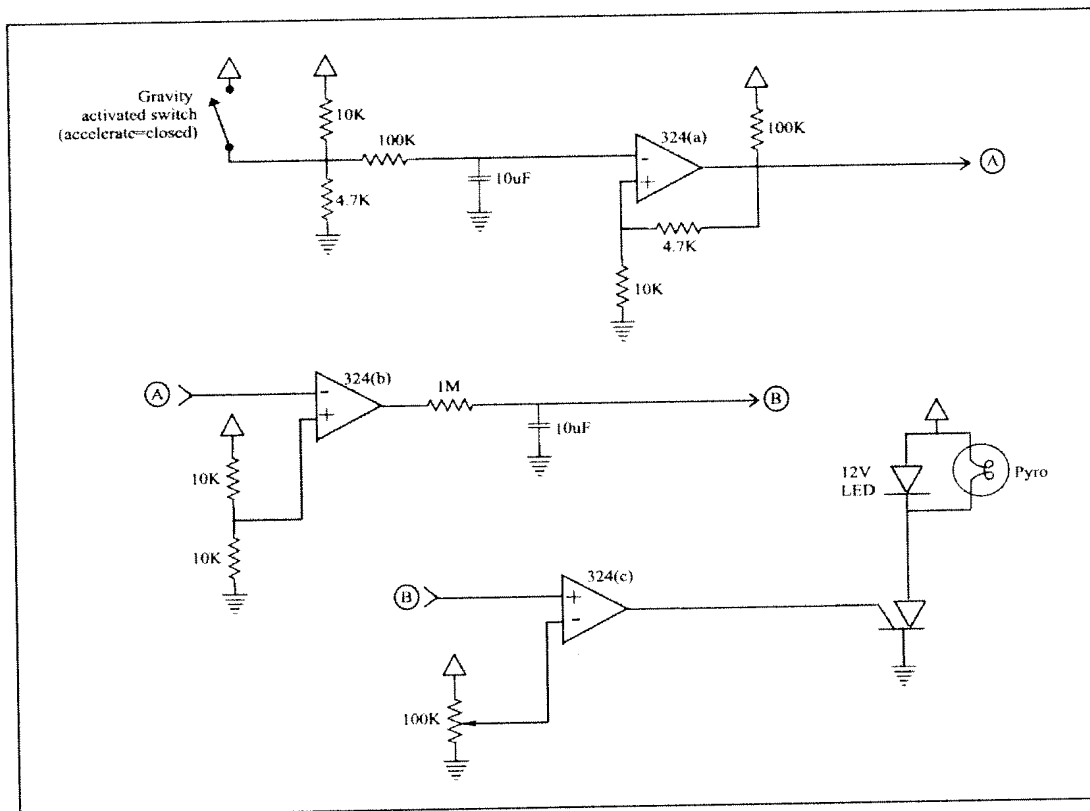 Gravity
activated switch
(accelerate=closed)
10K
100K
4.7K
10uF
324(a)
-
+
100K
4.7K
10K
A
A
324(b)
-
+
1M
10uF
B
10K
10K
12V
LED
Pyro
B
324(c)
+
-
100K